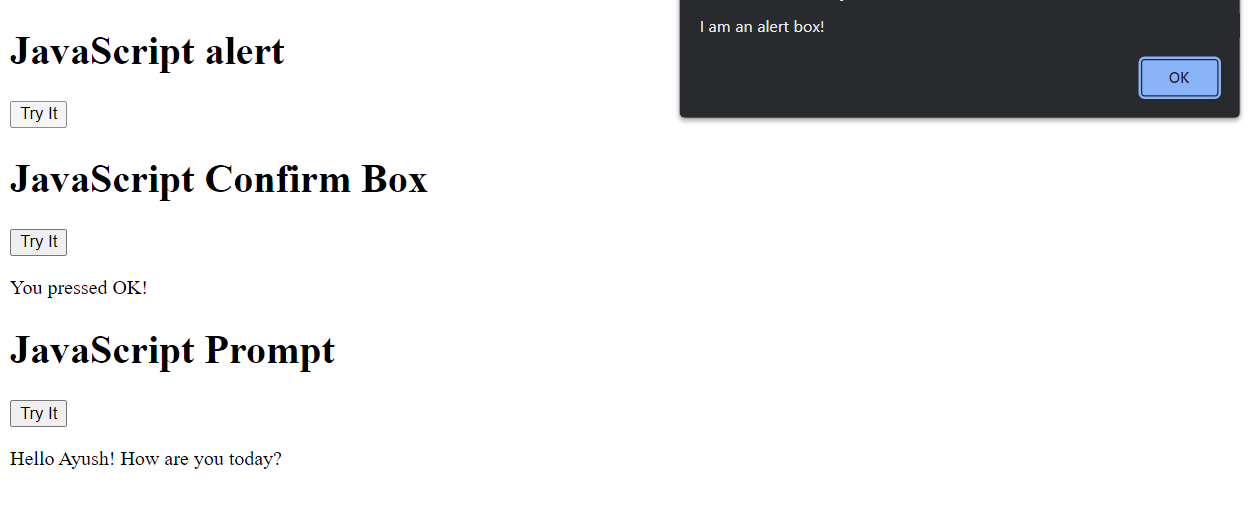 JavaScript alert
Try It
JavaScript Confirm Box
Try It
You pressed OK!
JavaScript Prompt
Try It
Hello Ayush! How are you today?
I am an alert box!
OK